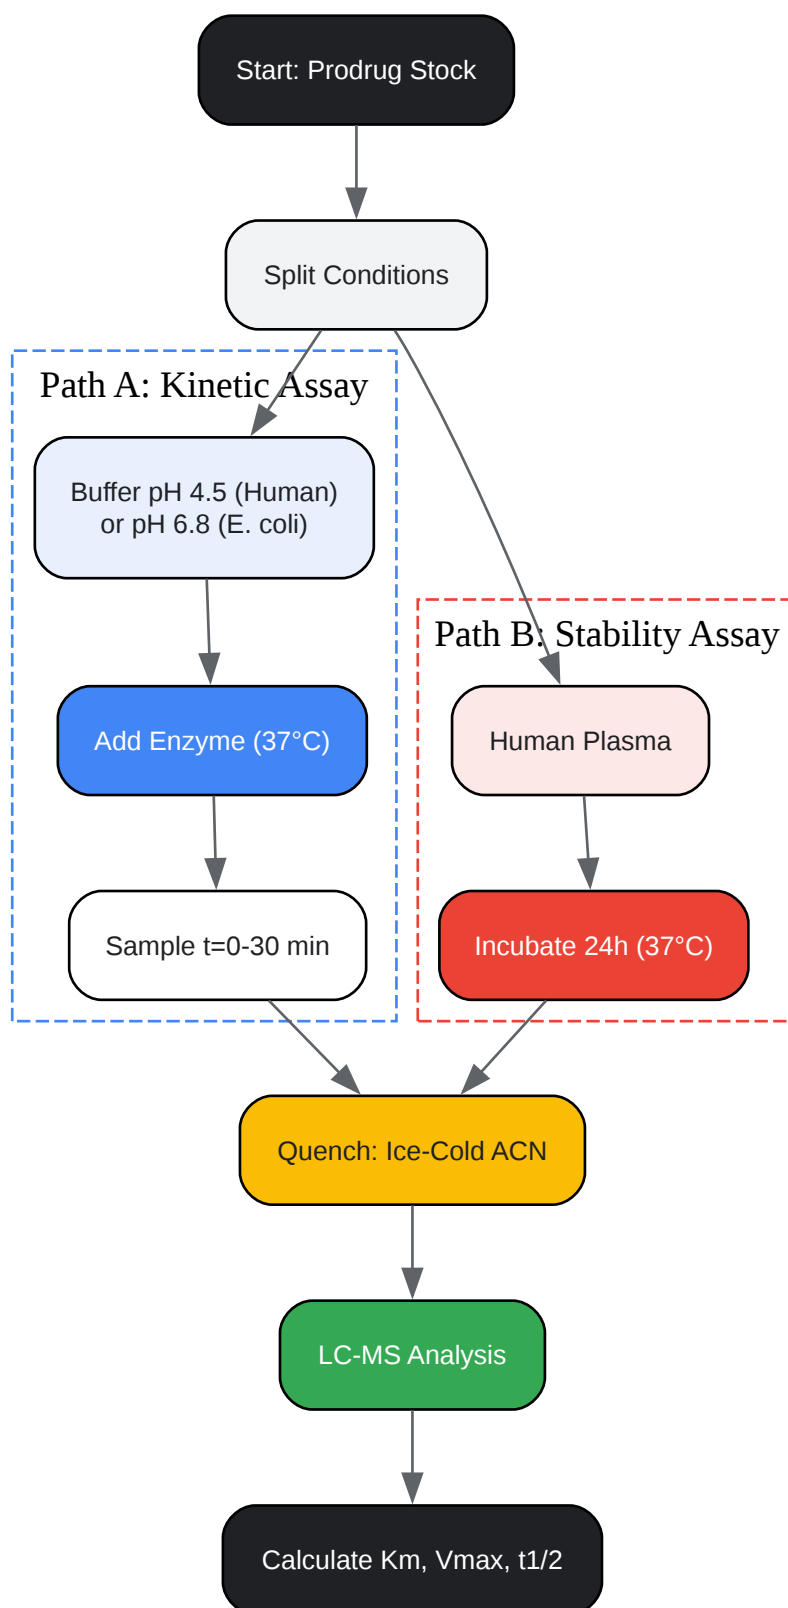 Start: Prodrug Stock
Split Conditions
Path A: Kinetic Assay
Buffer pH 4.5 (Human)
or pH 6.8 (E. coli)
Add Enzyme (37°C)
Sample t=0-30 min
Path B: Stability Assay
Human Plasma
Incubate 24h (37°C)
Quench: Ice-Cold ACN
LC-MS Analysis
Calculate Km, Vmax, t1/2